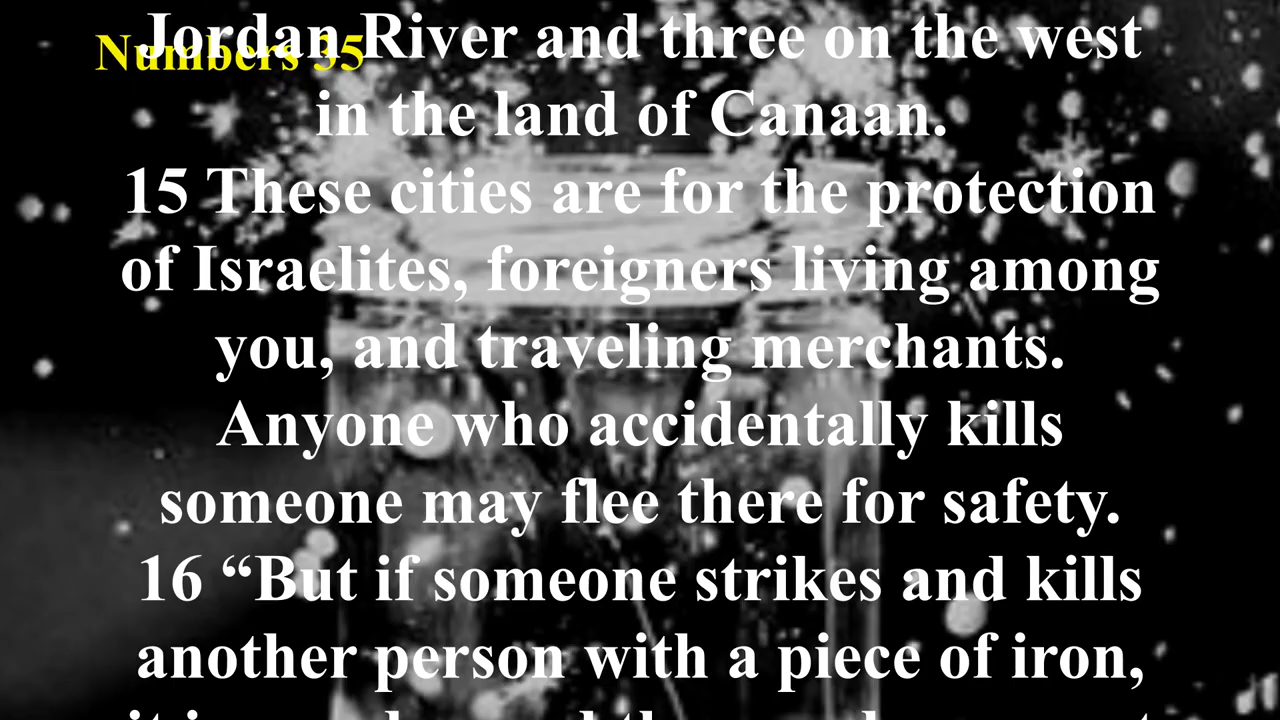 Numbers 35
Jordan River and three on the west
in the land of Canaan.
15 These cities are for the protection
of Israelites, foreigners living among
you, and traveling merchants.
Anyone who accidentally kills
someone may flee there for safety.
16 “But if someone strikes and kills
another person with a piece of iron,